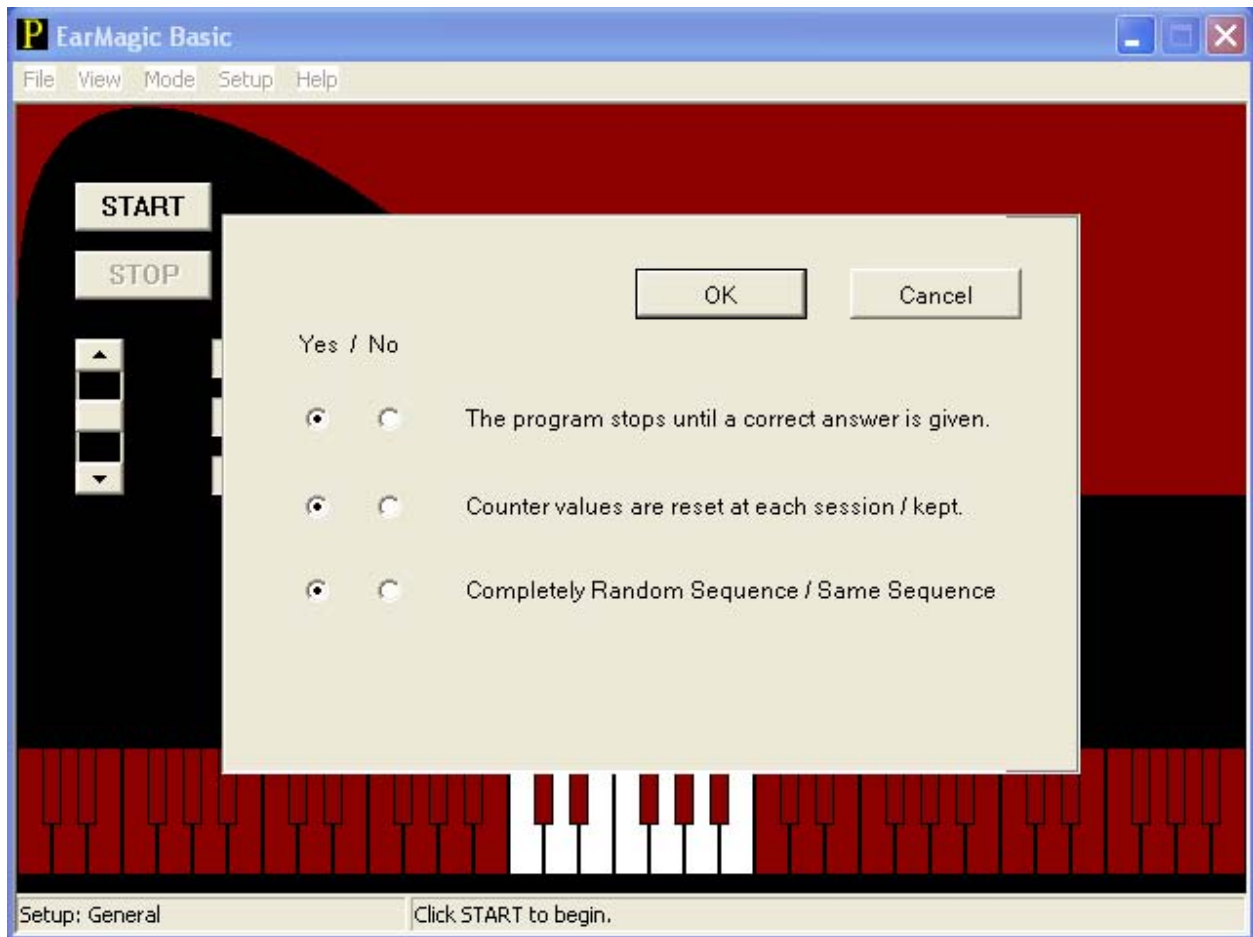 P EarMagic Basic
File View Mode Setup Help
START
STOP
OK Cancel
Yes / No
The program stops until a correct answer is given.
Counter values are reset at each session / kept.
Completely Random Sequence / Same Sequence
Setup: General Click START to begin.